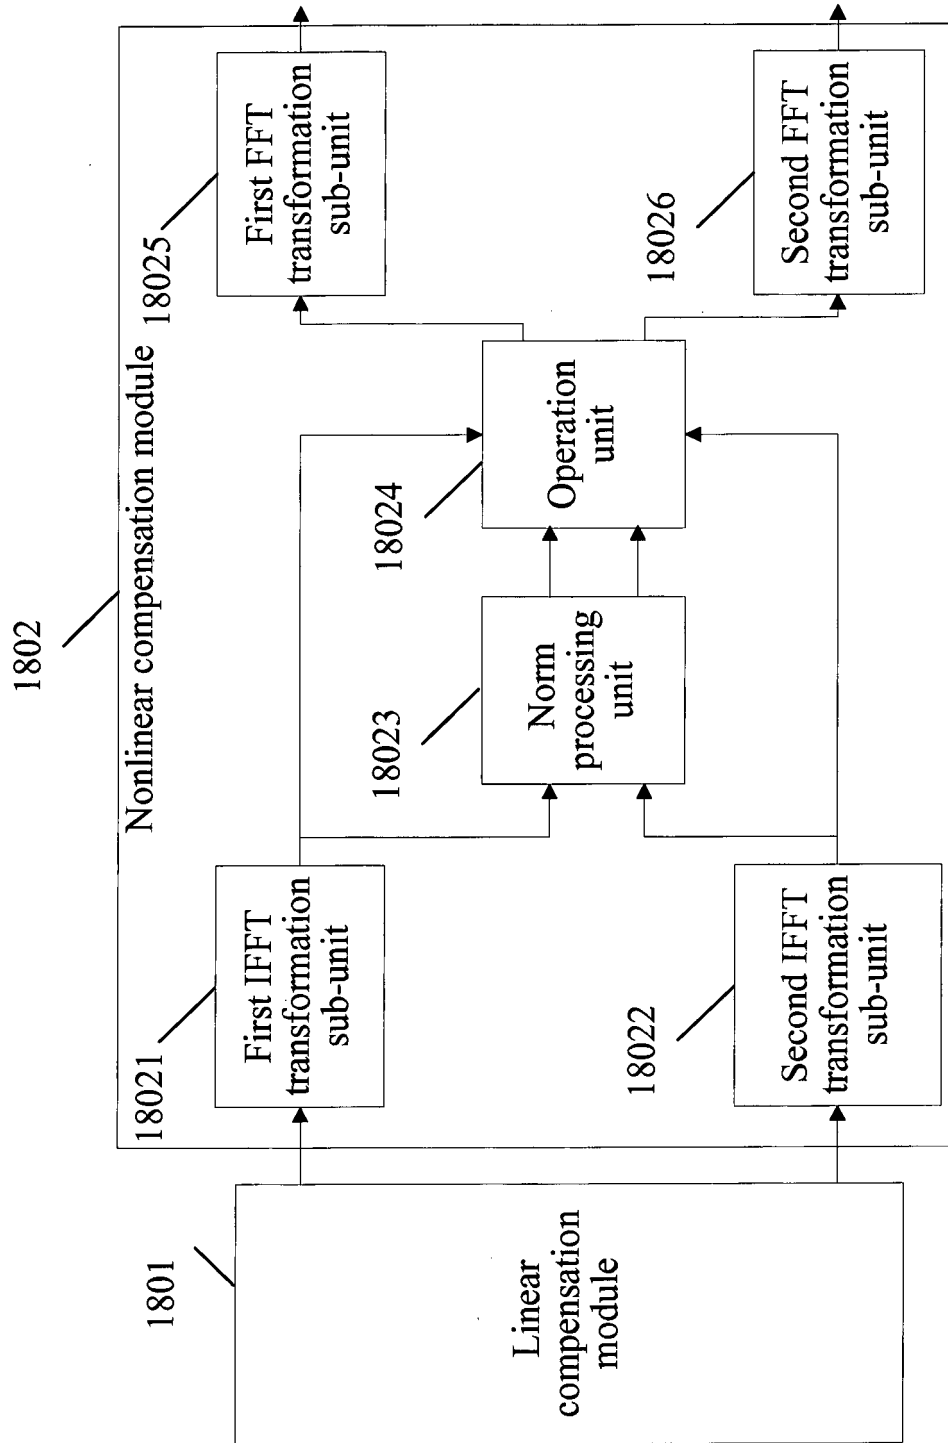 1802
Nonlinear compensation module
1801
Linear
compensation
module
18021
First IFFT
transformation
sub-unit
18022
Second IFFT
transformation
sub-unit
18023
Norm
processing
unit
18024
Operation
unit
18025
First FFT
transformation
sub-unit
18026
Second FFT
transformation
sub-unit